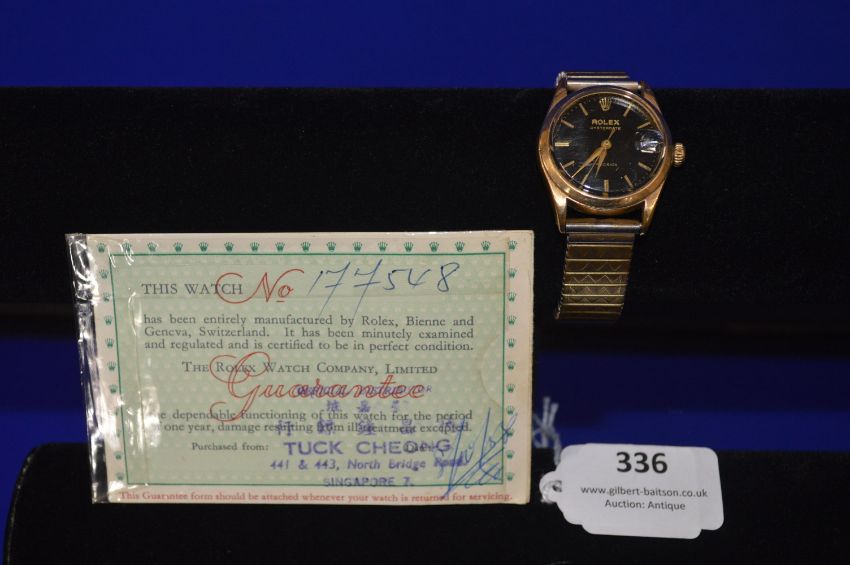 ROLEX
OYSTERDATE
PRECISION
THIS WATCH No 177548
has been entirely manufactured by Rolex, Bienne and
Geneva, Switzerland. It has been minutely examined
and regulated and is certified to be in perfect condition.
THE ROLEX WATCH COMPANY, LIMITED
Guarantee
The dependable functioning of this watch for the period
of one year, damage resulting from illtreatment excepted.
Purchased from: TUCK CHEONG
441 & 443, North Bridge Road
SINGAPORE 7.
This Guarantee form should be attached whenever your watch is returned for servicing.
336
www.gilbert-baitson.co.uk
Auction: Antique